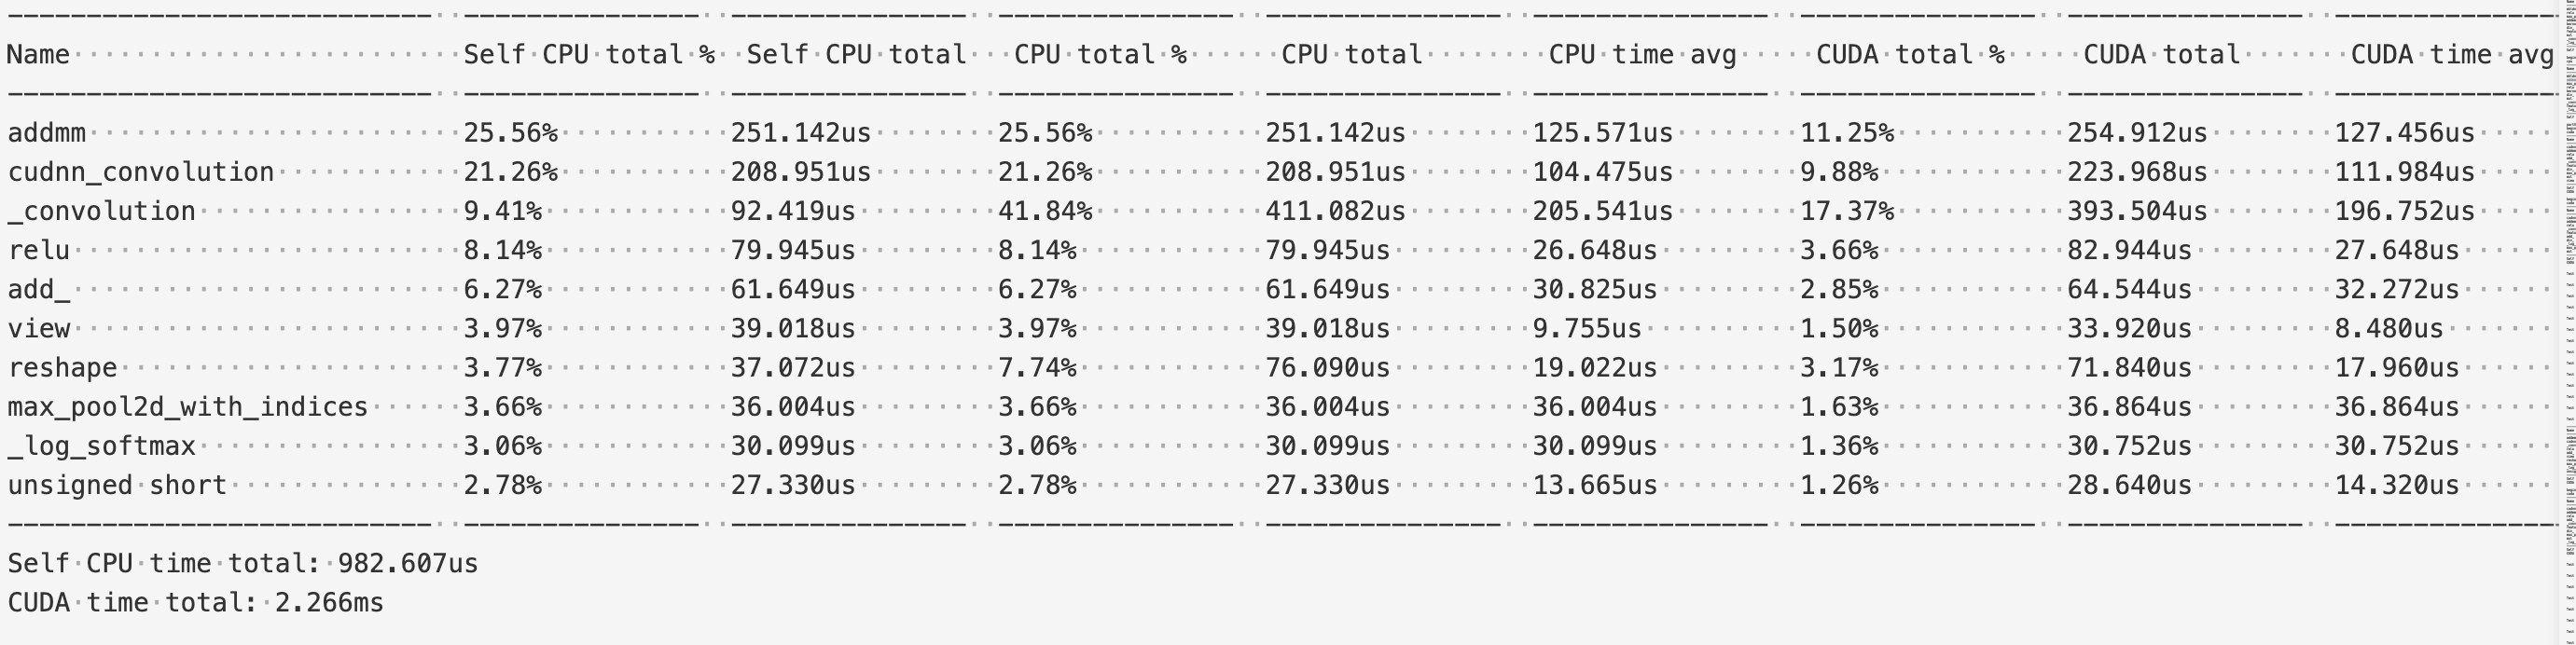 Name Self CPU total % Self CPU total CPU total % CPU total CPU time avg CUDA total % CUDA total CUDA time avg
addmm 25.56% 251.142us 25.56% 251.142us 125.571us 11.25% 254.912us 127.456us
cudnn_convolution 21.26% 208.951us 21.26% 208.951us 104.475us 9.88% 223.968us 111.984us
_convolution 9.41% 92.419us 41.84% 411.082us 205.541us 17.37% 393.504us 196.752us
relu 8.14% 79.945us 8.14% 79.945us 26.648us 3.66% 82.944us 27.648us
add_ 6.27% 61.649us 6.27% 61.649us 30.825us 2.85% 64.544us 32.272us
view 3.97% 39.018us 3.97% 39.018us 9.755us 1.50% 33.920us 8.480us
reshape 3.77% 37.072us 7.74% 76.090us 19.022us 3.17% 71.840us 17.960us
max_pool2d_with_indices 3.66% 36.004us 3.66% 36.004us 36.004us 1.63% 36.864us 36.864us
_log_softmax 3.06% 30.099us 3.06% 30.099us 30.099us 1.36% 30.752us 30.752us
unsigned short 2.78% 27.330us 2.78% 27.330us 13.665us 1.26% 28.640us 14.320us
Self CPU time total: 982.607us
CUDA time total: 2.266ms